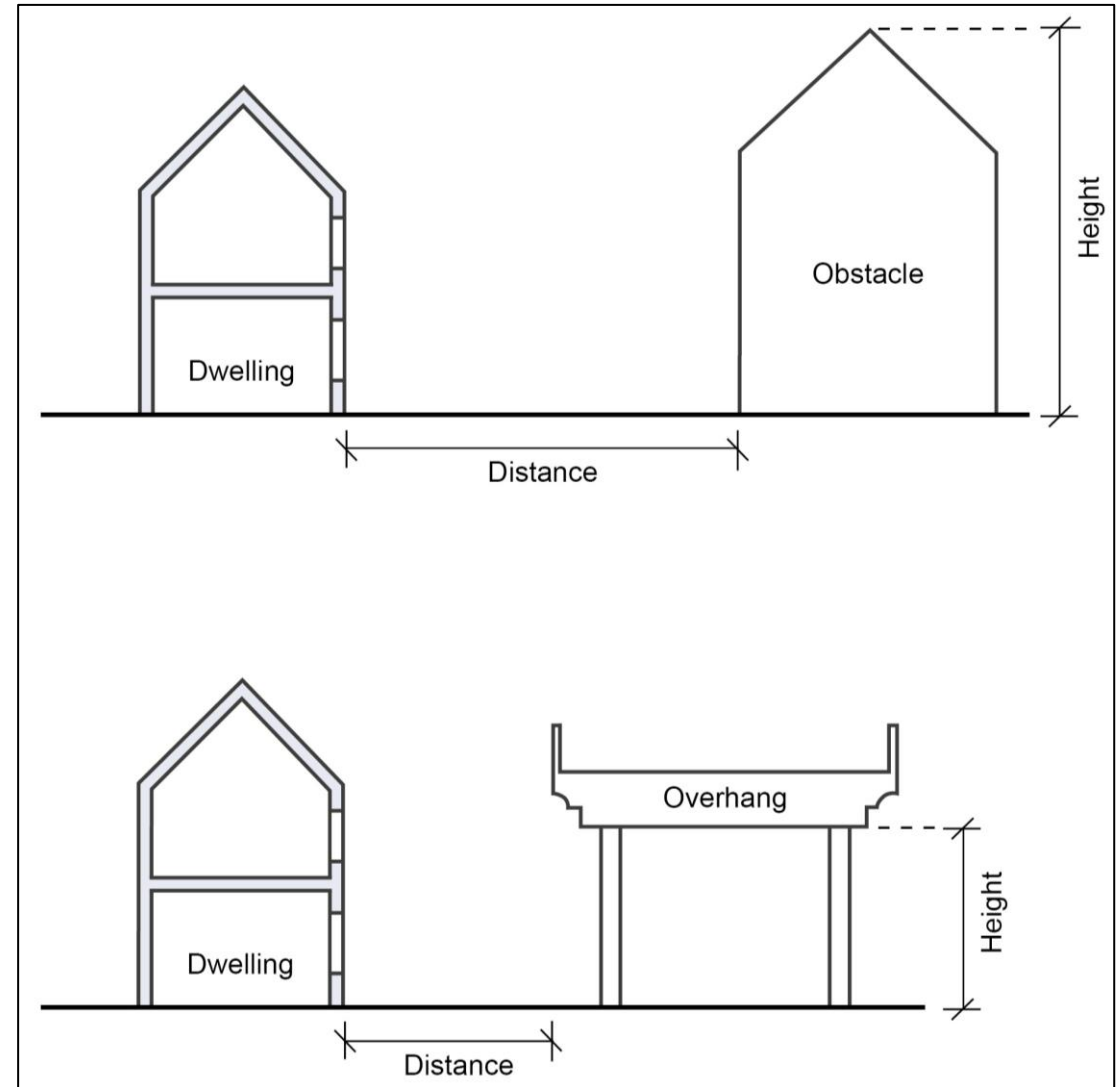 Height
Obstacle
Dwelling
Distance
Overhang
Height
Dwelling
Distance